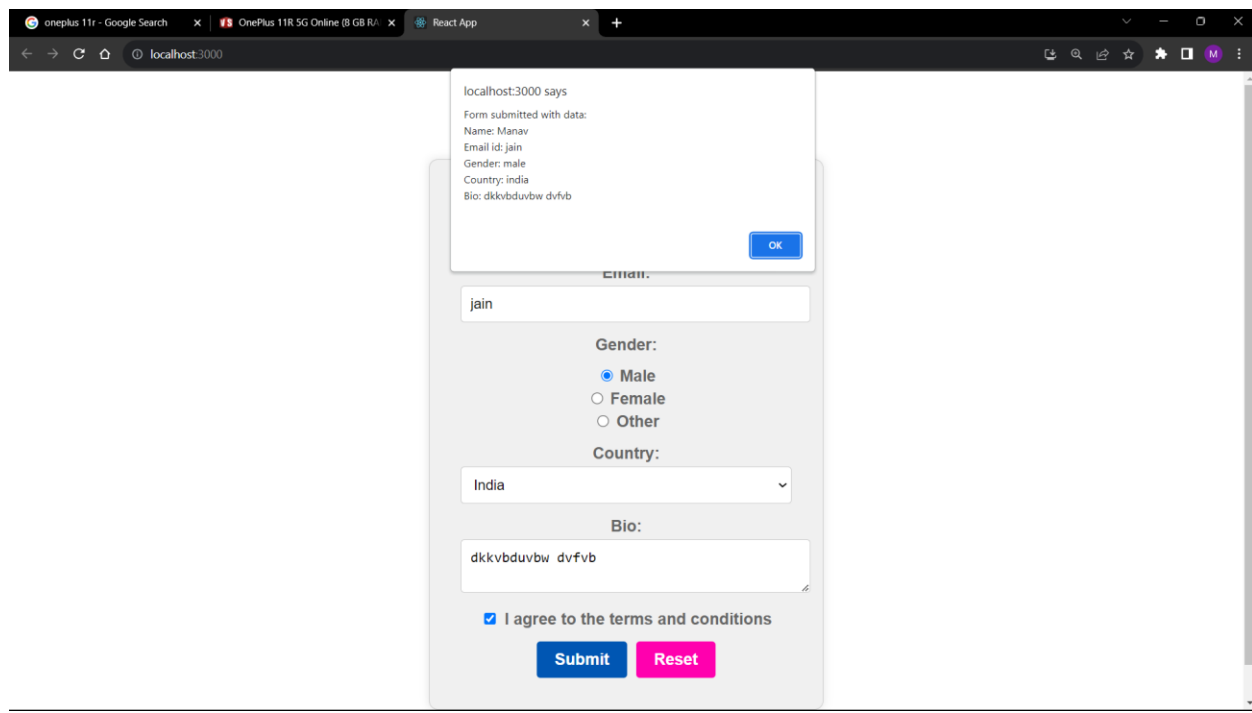 oneplus 11r - Google Search
OnePlus 11R 5G Online (8 GB RA
React App
localhost:3000
M
localhost:3000 says
Form submitted with data:
Name: Manav
Email id: jain
Gender: male
Country: india
Bio: dkkvbduvbw dvfvb
OK
Email:
jain
Gender:
Male
Female
Other
Country:
India
Bio:
dkkvbduvbw dvfvb
I agree to the terms and conditions
Submit Reset